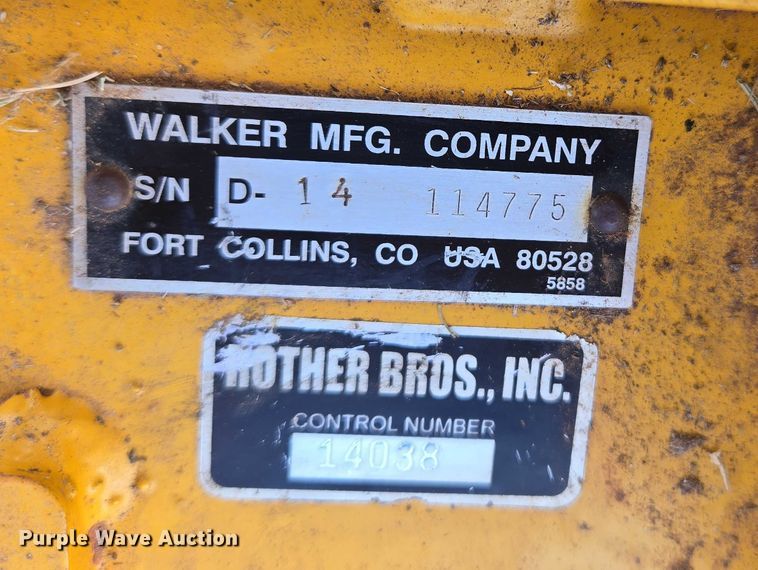 WALKER MFG. COMPANY
S/N D- 14 114775
FORT COLLINS, CO USA 80528
5858
ROTHER BROS., INC.
CONTROL NUMBER
14038
Purple Wave Auction